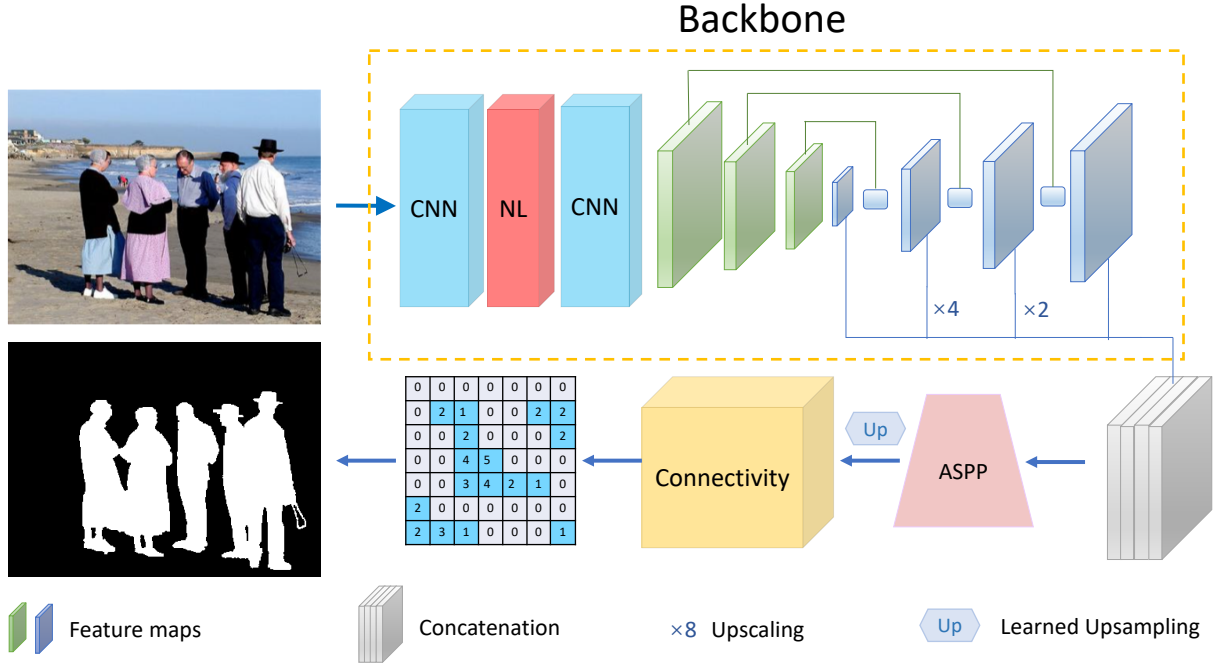 Backbone
CNN
NL
CNN
×4
×2
0 0 0 0 0 0 0
0 2 1 0 0 2 2
0 0 2 0 0 0 2
0 0 4 5 0 0 0
0 0 3 4 2 1 0
2 0 0 0 0 0 0
2 3 1 0 0 0 1
Connectivity
Up
ASPP
Feature maps
Concatenation
×8 Upscaling
Up
Learned Upsampling